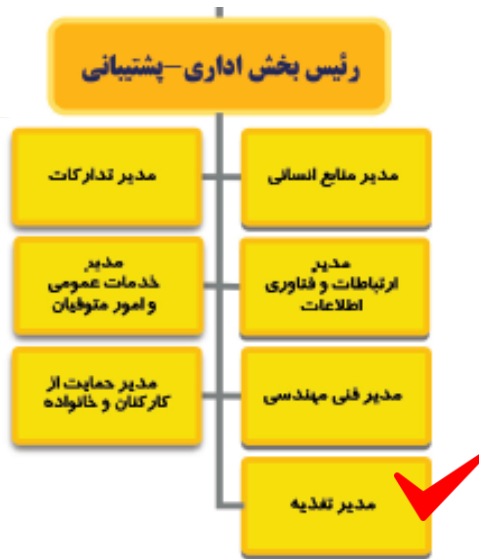 رئیس بخش اداری-پشتیبانی
مدیر منابع انسانی
مدیر تدارکات
مدیر
ارتباطات و فناوری
اطلاعات
مدیر
خدمات عمومی
و امور متوفیان
مدیر فنی مهندسی
مدیر حمایت از
کارکنان و خانواده
مدیر تغذیه